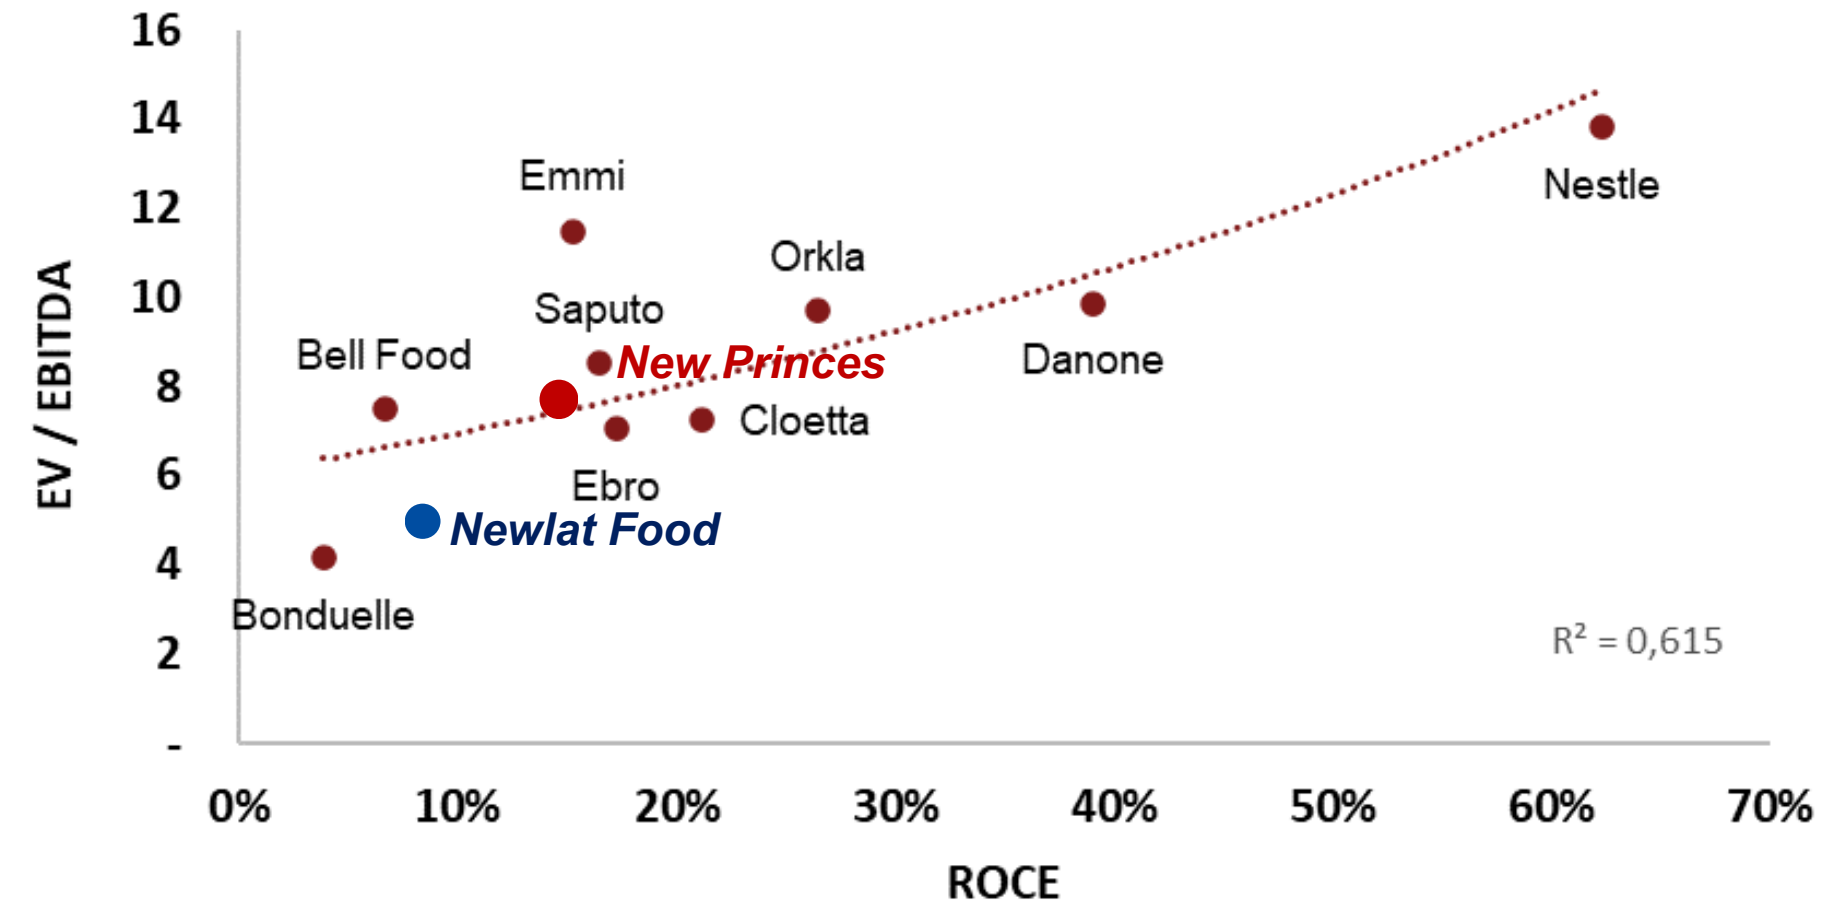 16
14
12
10
8
6
4
2
-
EV / EBITDA
Emmi
Nestle
Orkla
Saputo
Bell Food
New Princes
Danone
Cloetta
Ebro
Newlat Food
Bonduelle
R² = 0,615
0% 10% 20% 30% 40% 50% 60% 70%
ROCE